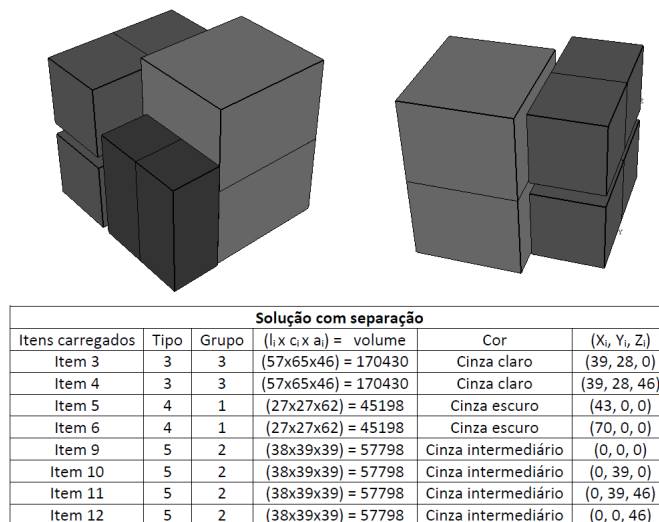 Solução com separação
Itens carregados Tipo Grupo (lᵢ x cᵢ x aᵢ) = volume Cor (Xᵢ, Yᵢ, Zᵢ)
Item 3 3 3 (57x65x46) = 170430 Cinza claro (39, 28, 0)
Item 4 3 3 (57x65x46) = 170430 Cinza claro (39, 28, 46)
Item 5 4 1 (27x27x62) = 45198 Cinza escuro (43, 0, 0)
Item 6 4 1 (27x27x62) = 45198 Cinza escuro (70, 0, 0)
Item 9 5 2 (38x39x39) = 57798 Cinza intermediário (0, 0, 0)
Item 10 5 2 (38x39x39) = 57798 Cinza intermediário (0, 39, 0)
Item 11 5 2 (38x39x39) = 57798 Cinza intermediário (0, 39, 46)
Item 12 5 2 (38x39x39) = 57798 Cinza intermediário (0, 0, 46)